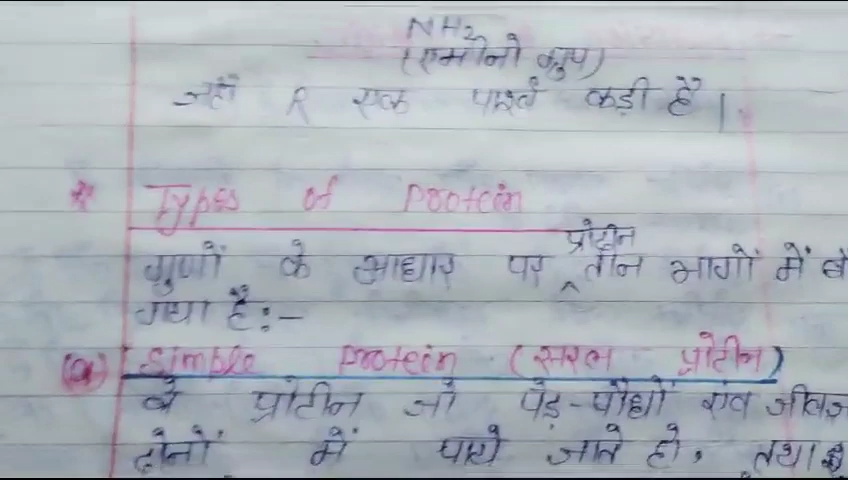 NH2
(एमीनो ग्रुप)
जहाँ R एक पार्श्व कड़ी है।
* Types of Protein
गुणों के आधार पर प्रोटीन तीन भागों में
गया है:-
(a) Simple Protein (सरल प्रोटीन)
वे प्रोटीन जो पेड़-पौधों एवं
दोनों में पाये जाते हो, तथा